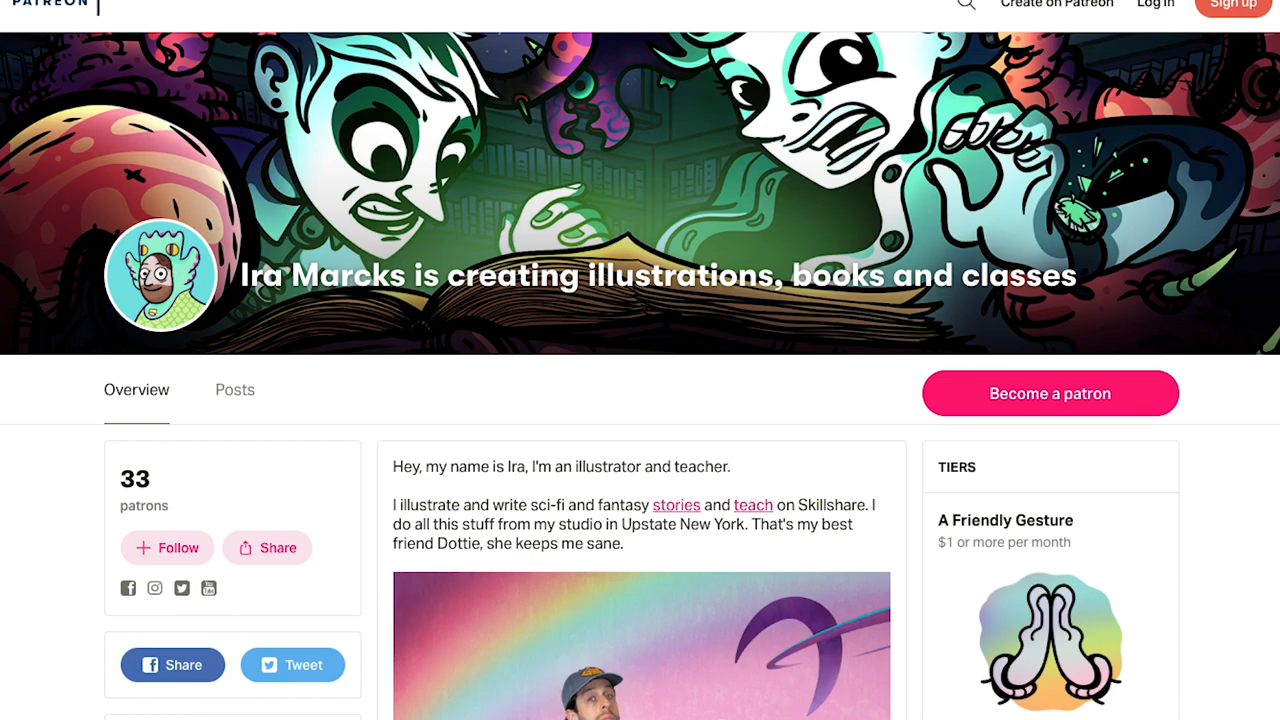 PATREON
Create on Patreon
Log in
Sign up
Ira Marcks is creating illustrations, books and classes
Overview
Posts
Become a patron
33
patrons
Follow
Share
Share
Tweet
Hey, my name is Ira, I'm an illustrator and teacher.
I illustrate and write sci-fi and fantasy stories and teach on Skillshare. I
do all this stuff from my studio in Upstate New York. That's my best
friend Dottie, she keeps me sane.
TIERS
A Friendly Gesture
$1 or more per month